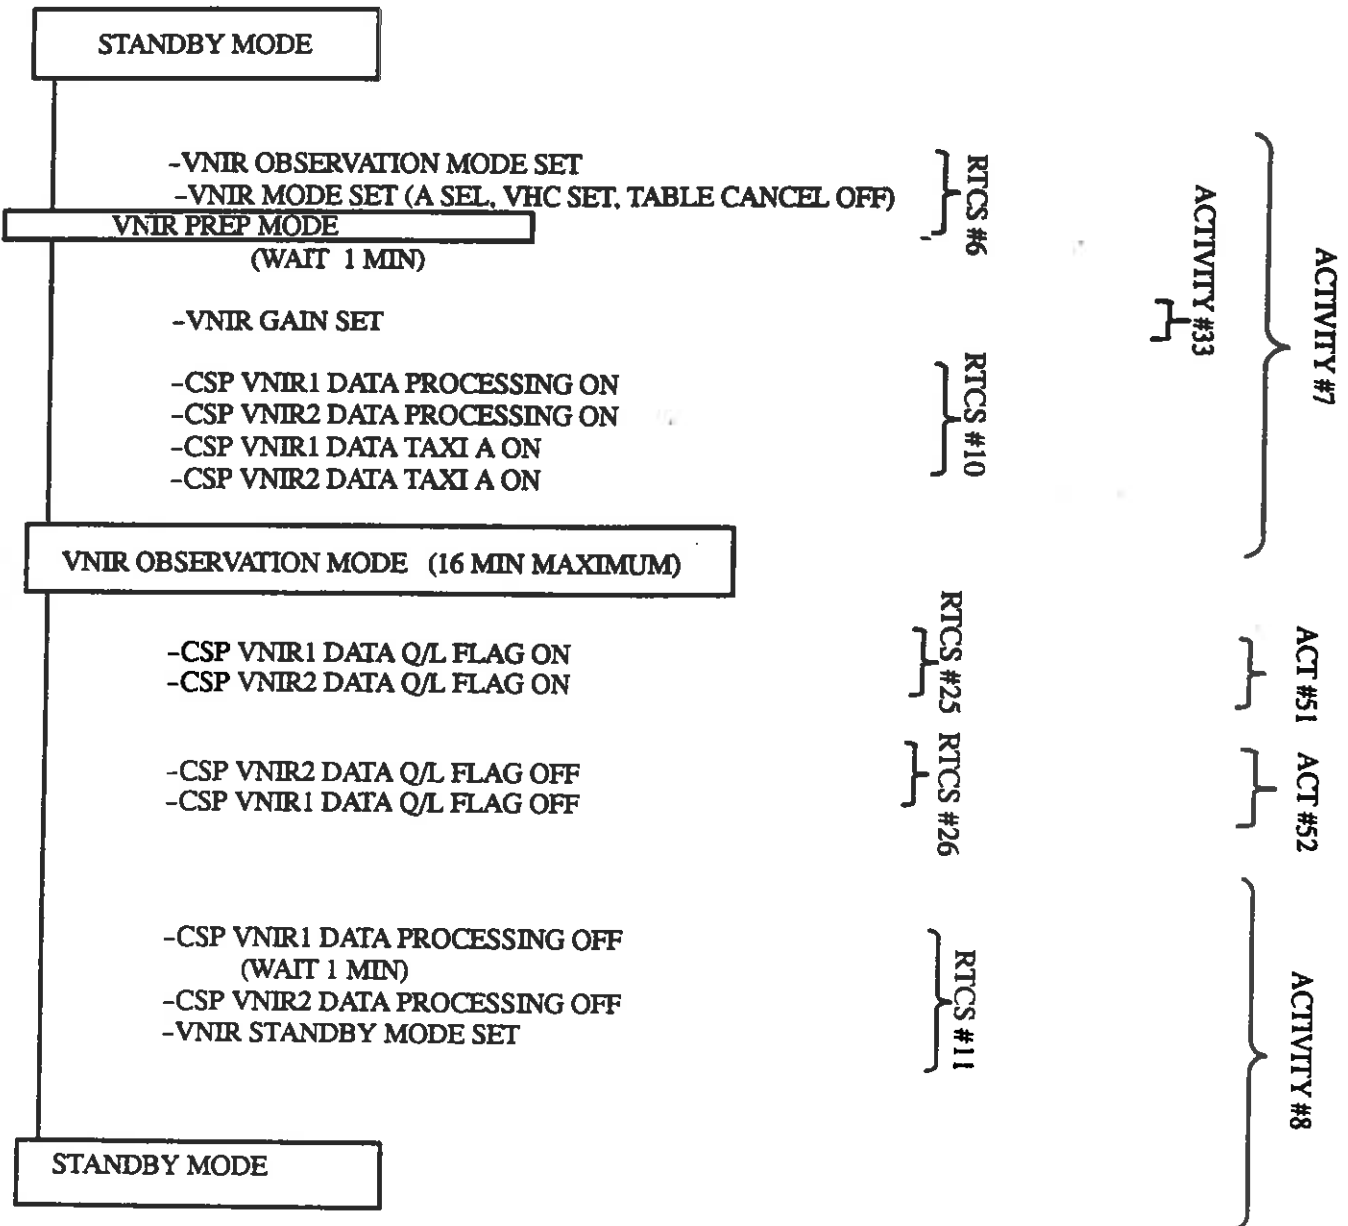 STANDBY MODE
-VNIR OBSERVATION MODE SET
-VNIR MODE SET (A SEL, VHC SET, TABLE CANCEL OFF)
VNIR PREP MODE
(WAIT 1 MIN)
RTCS #6
-VNIR GAIN SET
ACTIVITY #33
-CSP VNIR1 DATA PROCESSING ON
-CSP VNIR2 DATA PROCESSING ON
-CSP VNIR1 DATA TAXI A ON
-CSP VNIR2 DATA TAXI A ON
RTCS #10
ACTIVITY #7
VNIR OBSERVATION MODE (16 MIN MAXIMUM)
-CSP VNIR1 DATA Q/L FLAG ON
-CSP VNIR2 DATA Q/L FLAG ON
RTCS #25
ACT #51
-CSP VNIR2 DATA Q/L FLAG OFF
-CSP VNIR1 DATA Q/L FLAG OFF
RTCS #26
ACT #52
-CSP VNIR1 DATA PROCESSING OFF
(WAIT 1 MIN)
-CSP VNIR2 DATA PROCESSING OFF
-VNIR STANDBY MODE SET
RTCS #11
ACTIVITY #8
STANDBY MODE